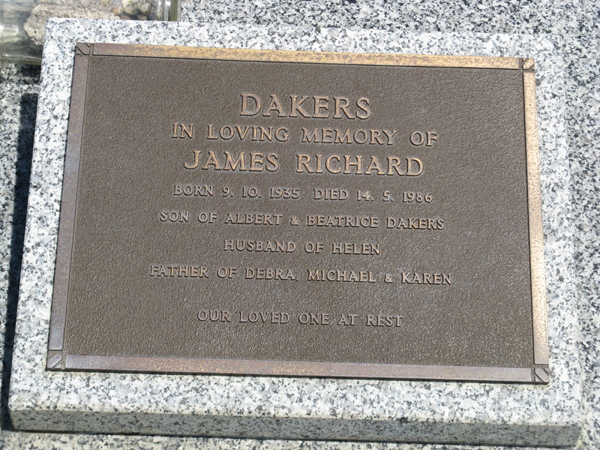 DAKERS
IN LOVING MEMORY OF
JAMES RICHARD
BORN 9. 10. 1935 DIED 14. 5. 1986
SON OF ALBERT & BEATRICE DAKERS
HUSBAND OF HELEN
FATHER OF DEBRA, MICHAEL & KAREN
OUR LOVED ONE AT REST